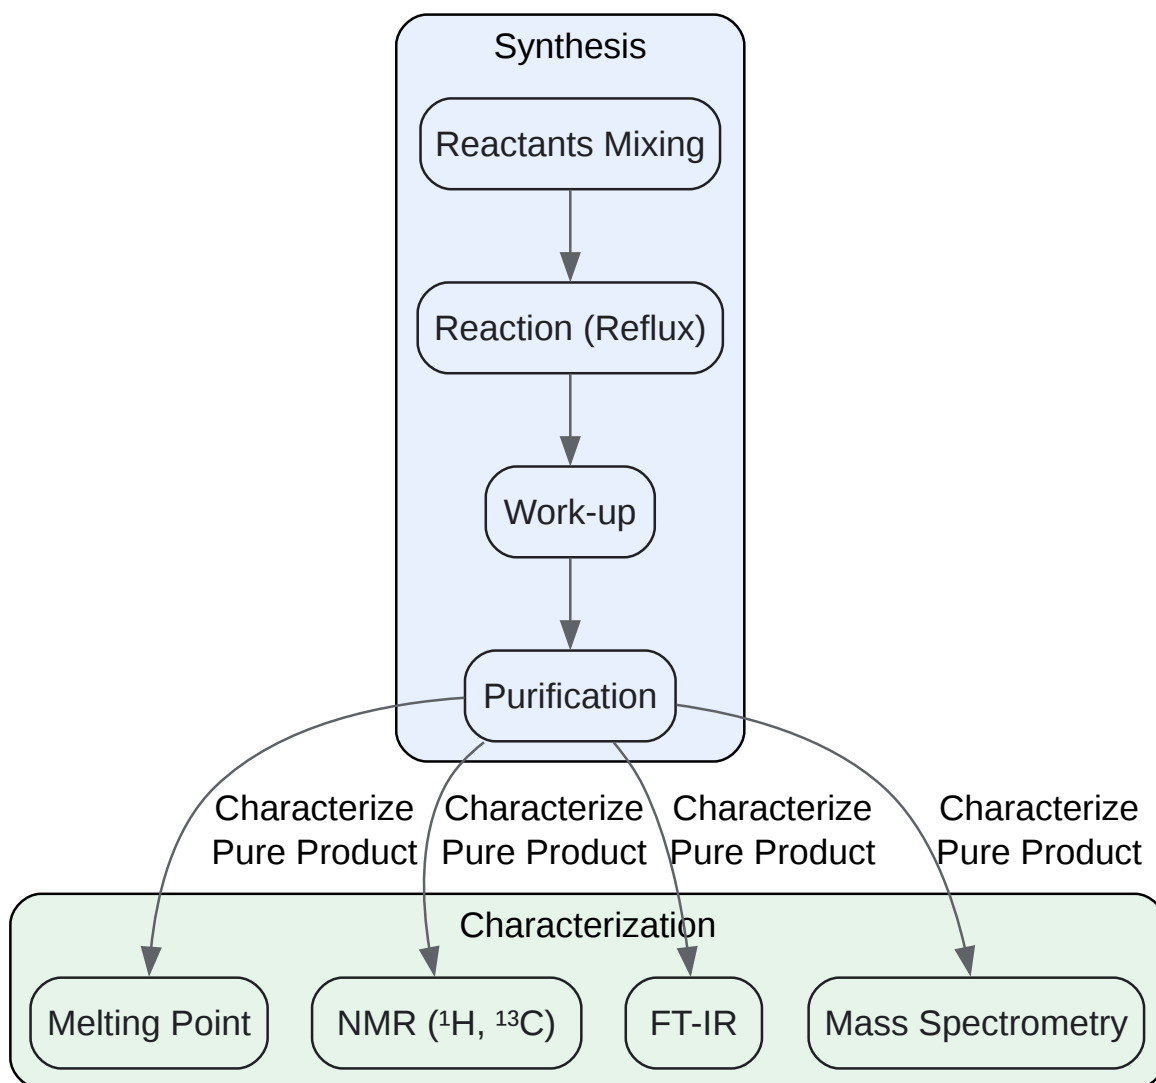 Synthesis
Reactants Mixing
Reaction (Reflux)
Work-up
Purification
Characterize
Pure Product
Characterize
Pure Product
Characterize
Pure Product
Characterize
Pure Product
Characterization
Melting Point
NMR (¹H, ¹³C)
FT-IR
Mass Spectrometry